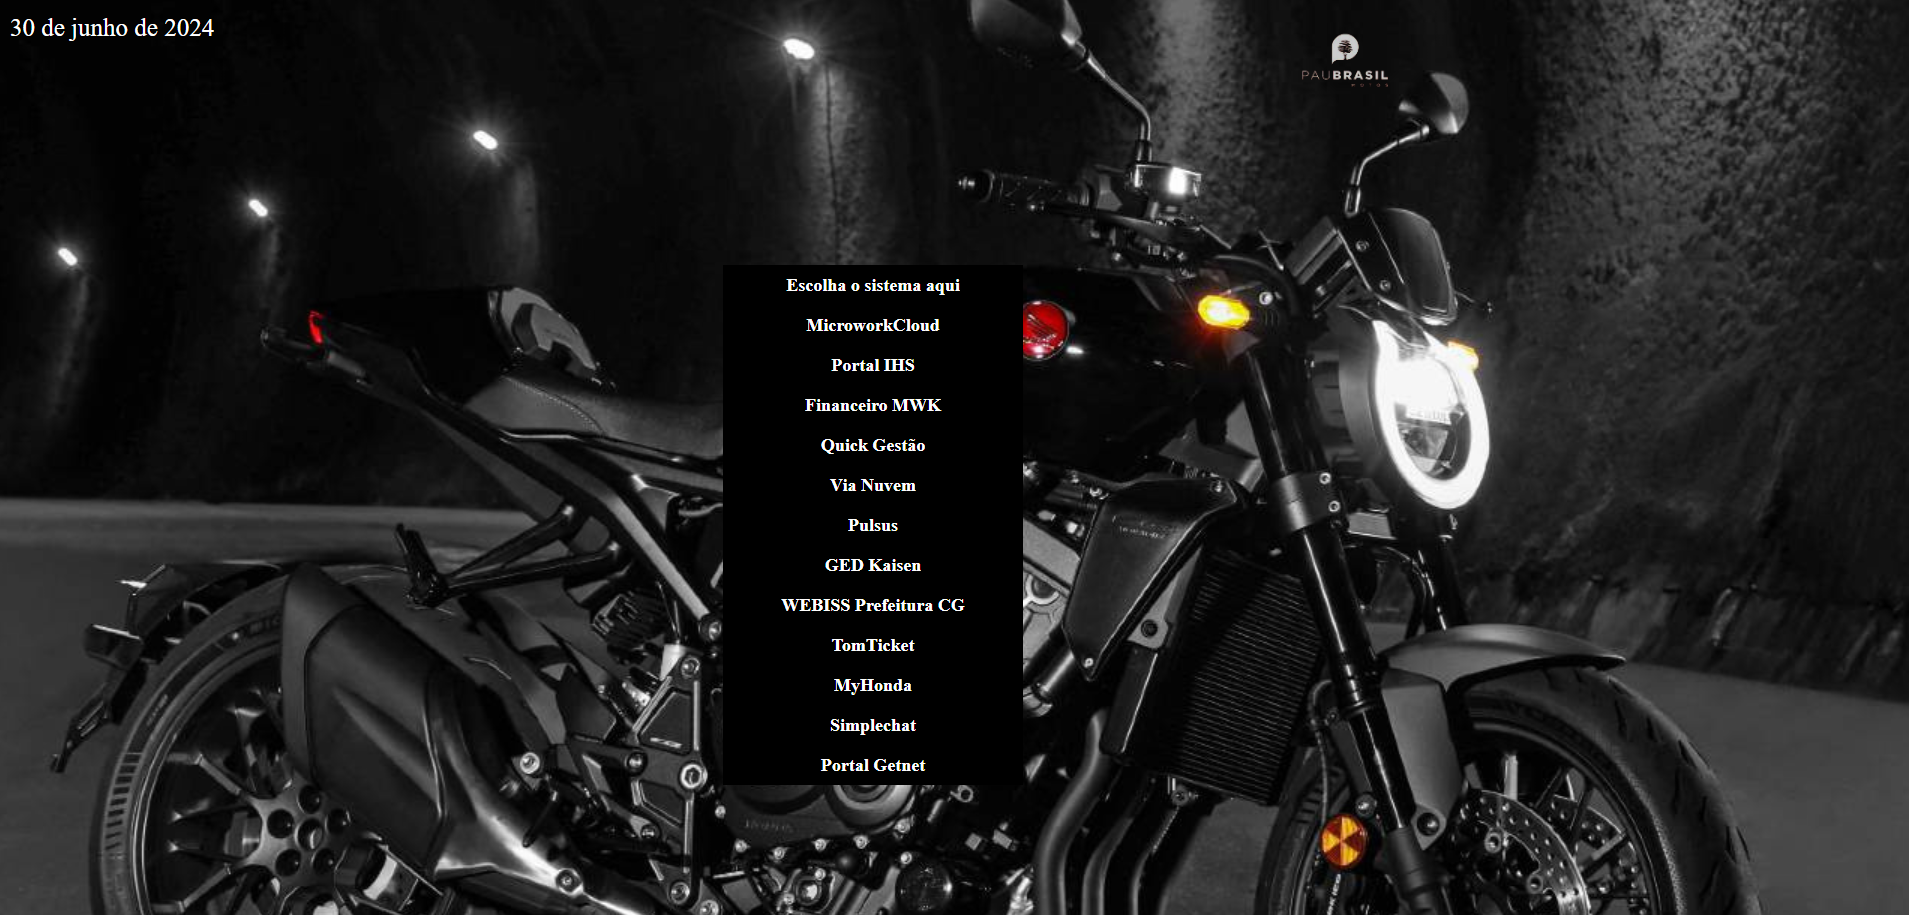 30 de junho de 2024
PAUBRASIL
MOTOS
Escolha o sistema aqui
MicroworkCloud
Portal IHS
Financeiro MWK
Quick Gestão
Via Nuvem
Pulsus
GED Kaisen
WEBISS Prefeitura CG
TomTicket
MyHonda
Simplechat
Portal Getnet